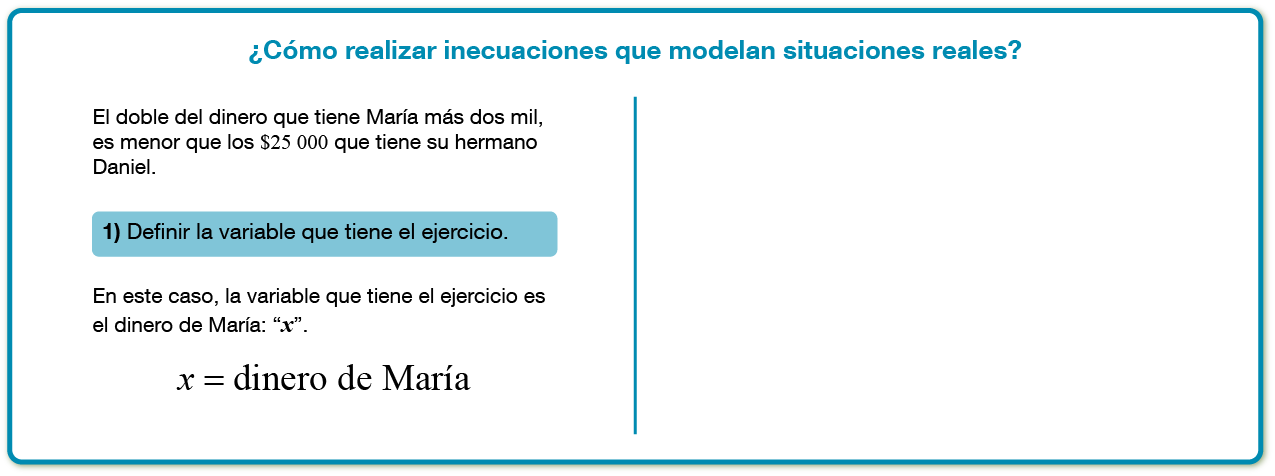 ¿Cómo realizar inecuaciones que modelan situaciones reales?
El doble del dinero que tiene María más dos mil,
es menor que los $25 000 que tiene su hermano
Daniel.
1) Definir la variable que tiene el ejercicio.
En este caso, la variable que tiene el ejercicio es
el dinero de María: “x”.
x = dinero de María